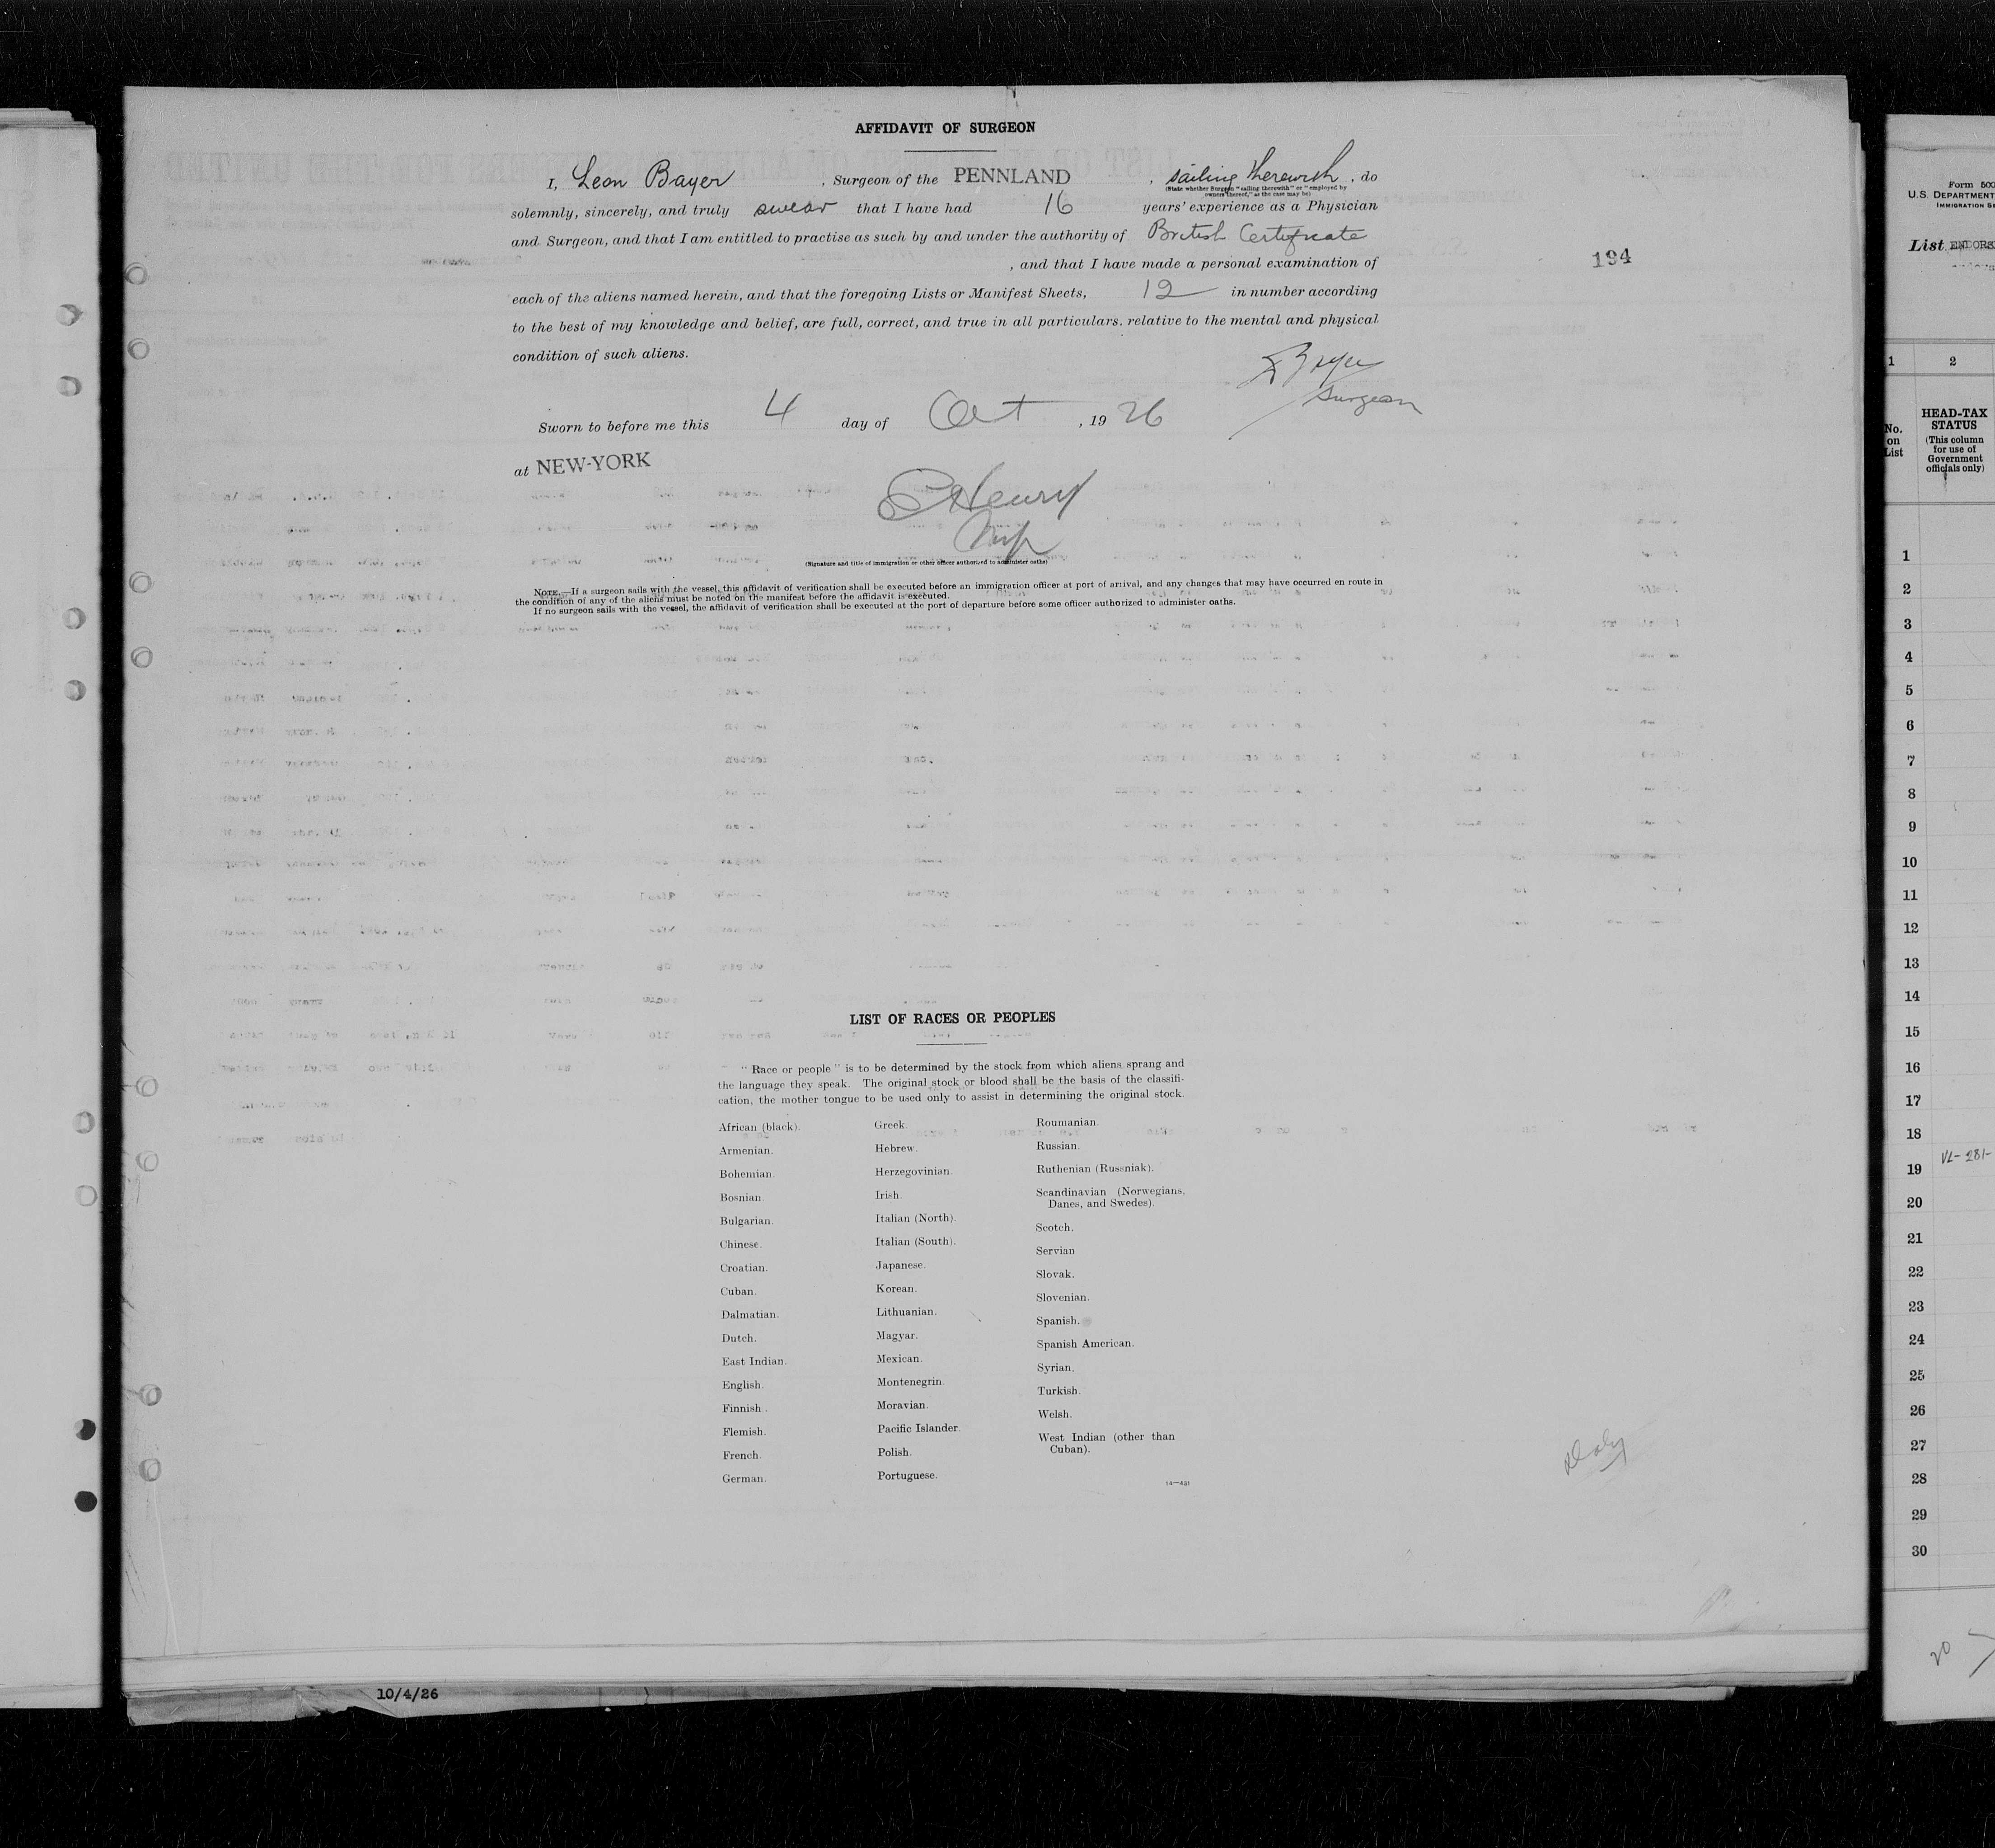 AFFIDAVIT OF SURGEON
I, Leon Bayer, Surgeon of the PENNLAND, sailing therewith, do
(State whether Surgeon "sailing therewith" or "employed by
owners thereof," as the case may be)
solemnly, sincerely, and truly swear that I have had 16 years' experience as a Physician
and Surgeon, and that I am entitled to practise as such by and under the authority of British Certificate
, and that I have made a personal examination of
194
each of the aliens named herein, and that the foregoing Lists or Manifest Sheets, 12 in number according
to the best of my knowledge and belief, are full, correct, and true in all particulars. relative to the mental and physical
condition of such aliens.
Bayer
Surgeon
Sworn to before me this 4 day of Oct, 1926
at NEW-YORK
Henry
(Signature and title of immigration or other officer authorized to administer oaths)
NOTE.—If a surgeon sails with the vessel, this affidavit of verification shall be executed before an immigration officer at port of arrival, and any changes that may have occurred en route in
the condition of any of the aliens must be noted on the manifest before the affidavit is executed.
If no surgeon sails with the vessel, the affidavit of verification shall be executed at the port of departure before some officer authorized to administer oaths.
LIST OF RACES OR PEOPLES
"Race or people" is to be determined by the stock from which aliens sprang and
the language they speak. The original stock or blood shall be the basis of the classifi-
cation, the mother tongue to be used only to assist in determining the original stock.
African (black).
Armenian.
Bohemian.
Bosnian.
Bulgarian.
Chinese.
Croatian.
Cuban.
Dalmatian.
Dutch.
East Indian.
English.
Finnish.
Flemish.
French.
German.
Greek.
Hebrew.
Herzegovinian.
Irish.
Italian (North).
Italian (South).
Japanese.
Korean.
Lithuanian.
Magyar.
Mexican.
Montenegrin.
Moravian.
Pacific Islander.
Polish.
Portuguese.
Roumanian.
Russian.
Ruthenian (Russniak).
Scandinavian (Norwegians,
Danes, and Swedes).
Scotch.
Servian
Slovak.
Slovenian.
Spanish.
Spanish American.
Syrian.
Turkish.
Welsh.
West Indian (other than
Cuban).
14—481
10/4/26
Form 500
U.S. DEPARTMENT
IMMIGRATION SE
List ENDORS
1
2
No.
on
List
HEAD-TAX
STATUS
(This column
for use of
Government
officials only)
1
2
3
4
5
6
7
8
9
10
11
12
13
14
15
16
17
18
19 VL-281-
20
21
22
23
24
25
26
27
28
29
30
20